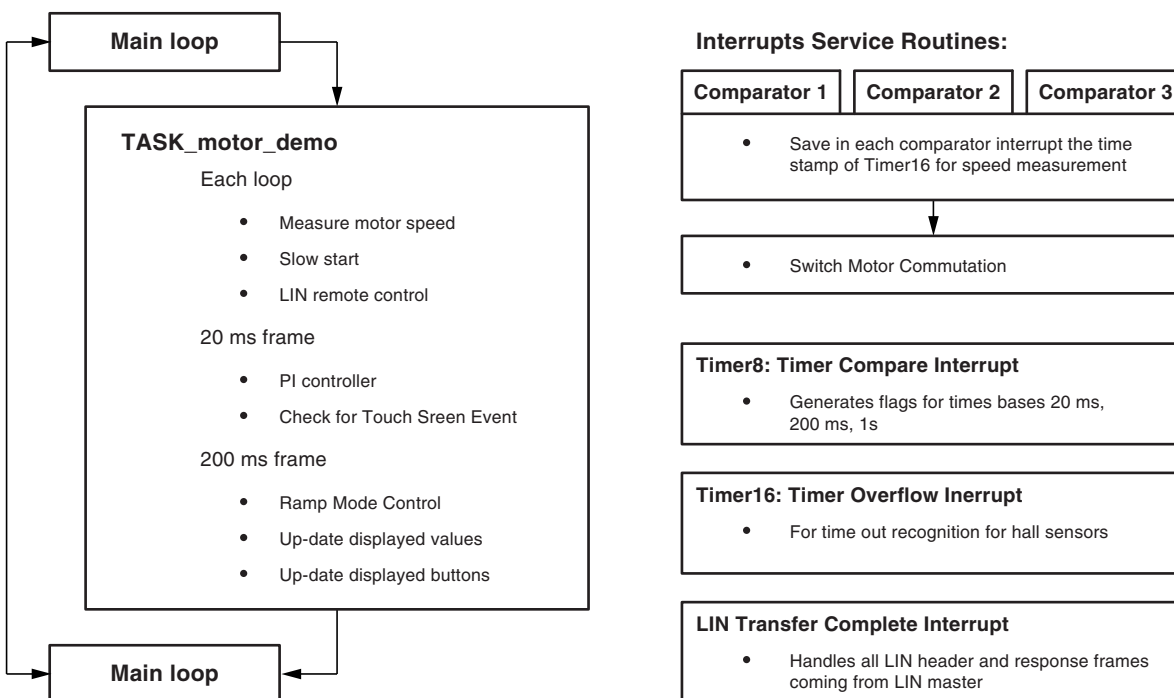 Main loop
TASK_motor_demo
Each loop
• Measure motor speed
• Slow start
• LIN remote control
20 ms frame
• PI controller
• Check for Touch Sreen Event
200 ms frame
• Ramp Mode Control
• Up-date displayed values
• Up-date displayed buttons
Main loop
Interrupts Service Routines:
Comparator 1 Comparator 2 Comparator 3
• Save in each comparator interrupt the time
stamp of Timer16 for speed measurement
• Switch Motor Commutation
Timer8: Timer Compare Interrupt
• Generates flags for times bases 20 ms,
200 ms, 1s
Timer16: Timer Overflow Inerrupt
• For time out recognition for hall sensors
LIN Transfer Complete Interrupt
• Handles all LIN header and response frames
coming from LIN master